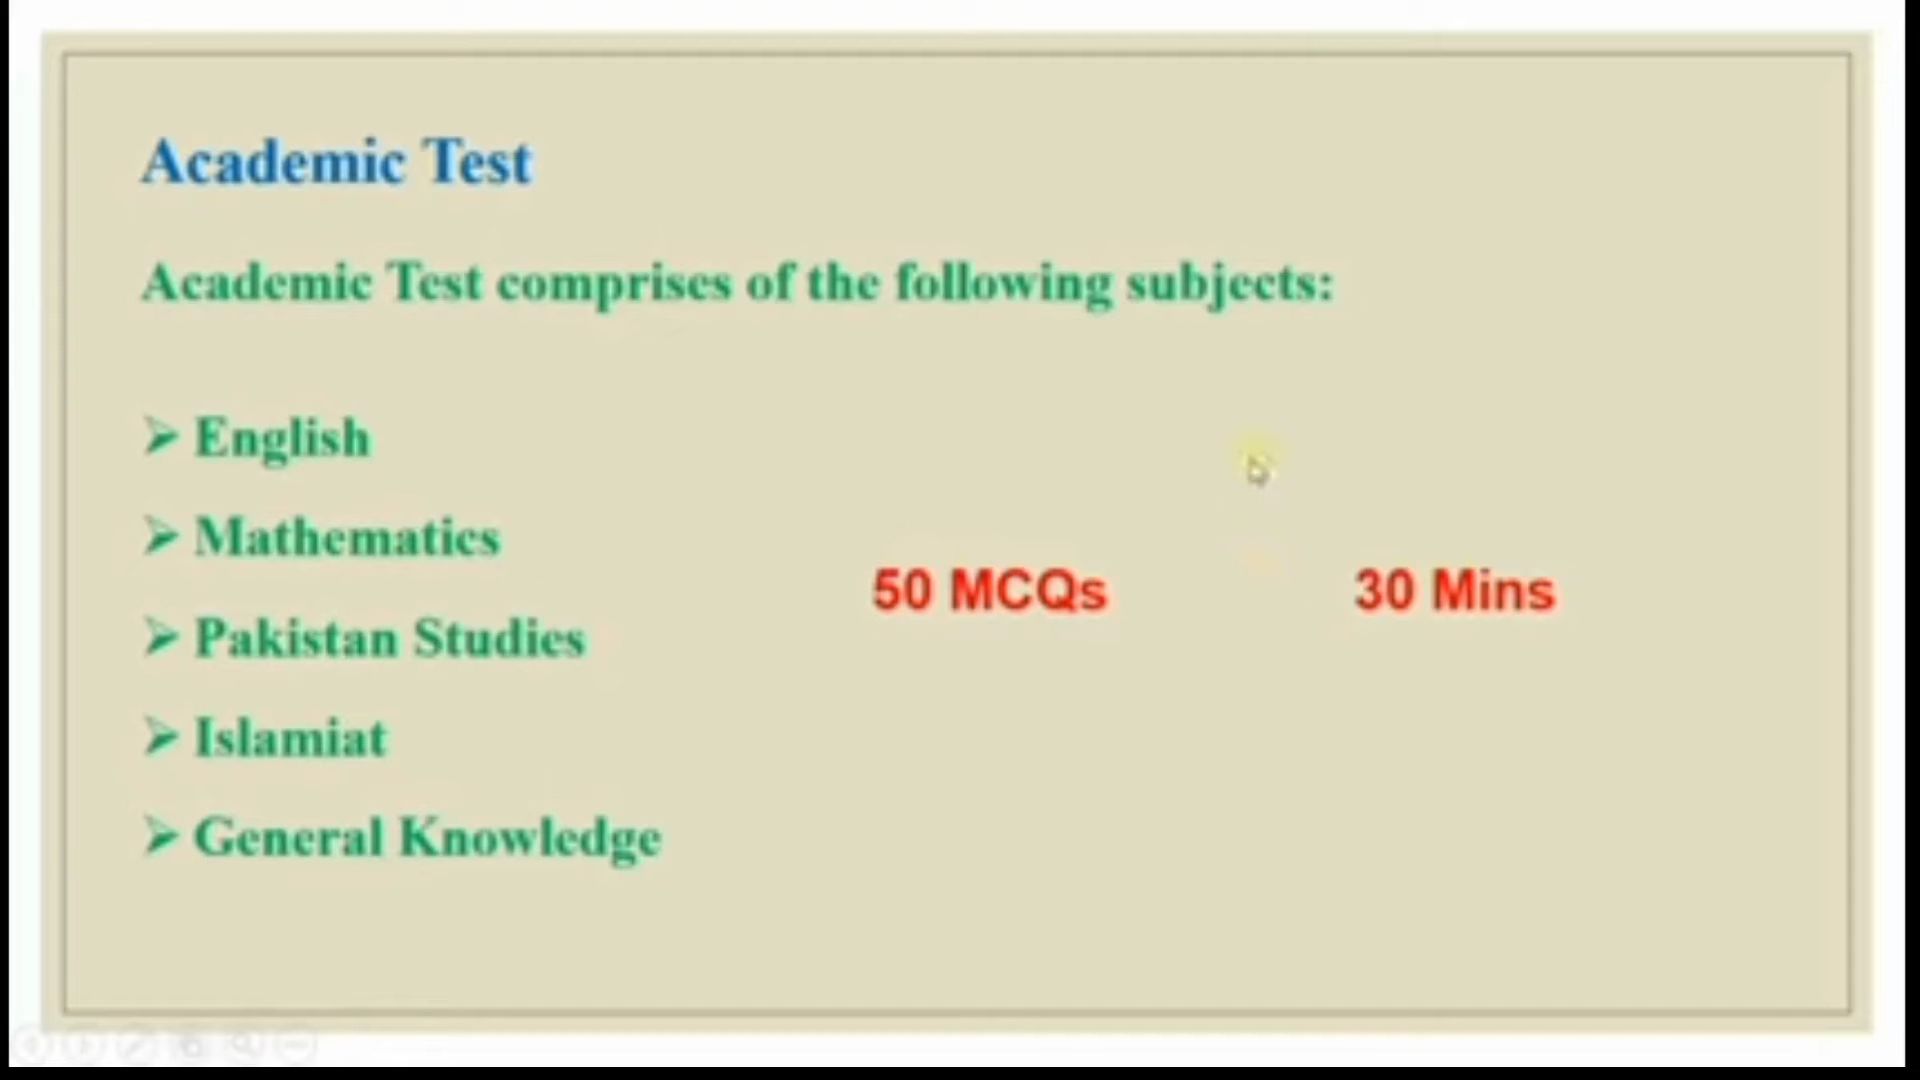 Academic Test
Academic Test comprises of the following subjects:
➢ English
➢ Mathematics
➢ Pakistan Studies
➢ Islamiat
➢ General Knowledge
50 MCQs
30 Mins